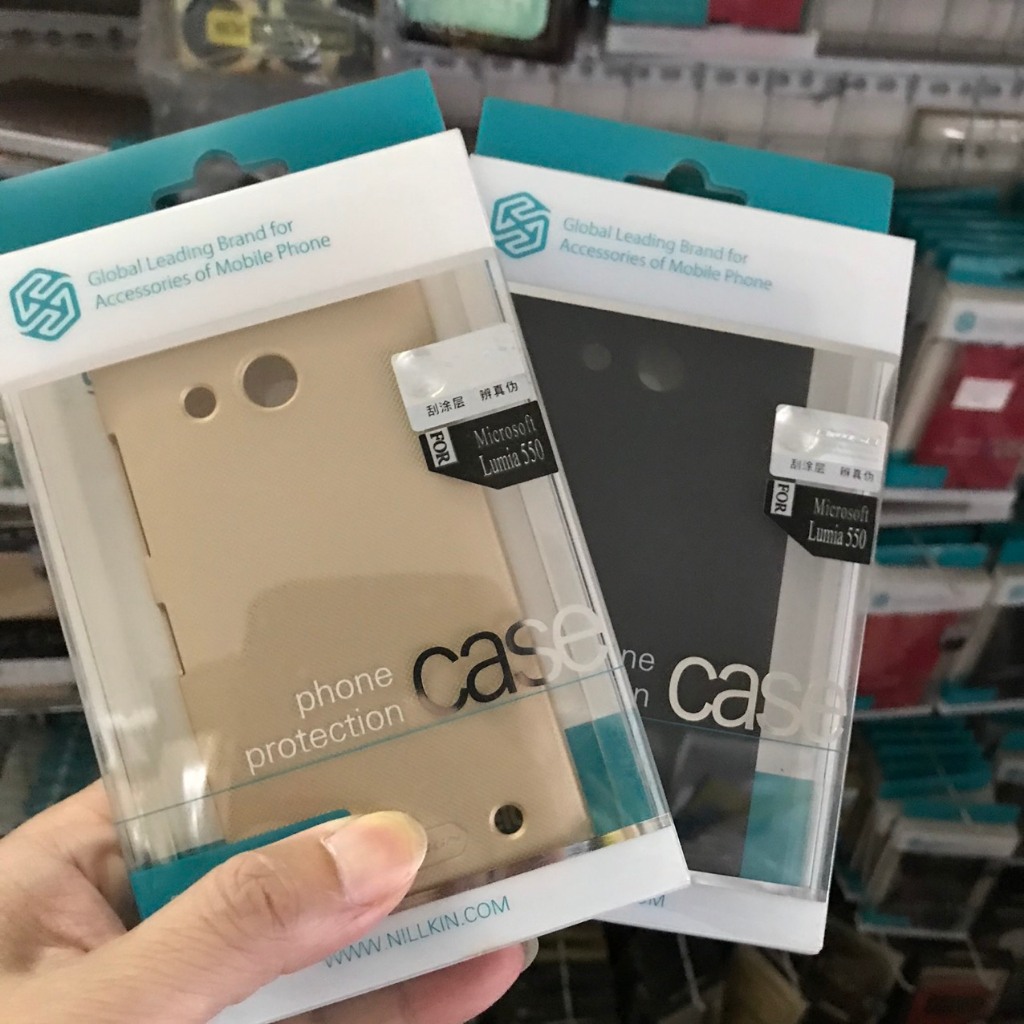 Global Leading Brand for
Accessories of Mobile Phone
刮涂层 辨真伪
FOR
Microsoft
Lumia 550
phone
protection
case
WWW.NILLKIN.COM
Global Leading Brand for
Accessories of Mobile Phone
刮涂层 辨真伪
FOR
Microsoft
Lumia 550
ne
n
case
OM